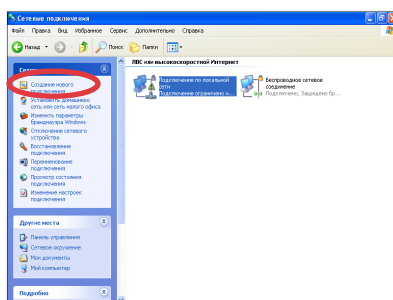 Сетевые подключения
Файл Правка Вид Избранное Сервис Дополнительно Справка
Назад Поиск Папки
ЛВС или высокоскоростной Интернет
Создание нового
подключения
Установить домашнюю
сеть или сеть малого офиса
Изменить параметры
брандмауэра Windows
Отключение сетевого
устройства
Восстановление
подключения
Переименование
подключения
Просмотр состояния
подключения
Изменение настроек
подключения
Другие места
Панель управления
Сетевое окружение
Мои документы
Мой компьютер
Подробно
Подключение по локальной
сети
Подключение ограничено и...
Беспроводное сетевое
соединение
Подключено, Защищено бр...